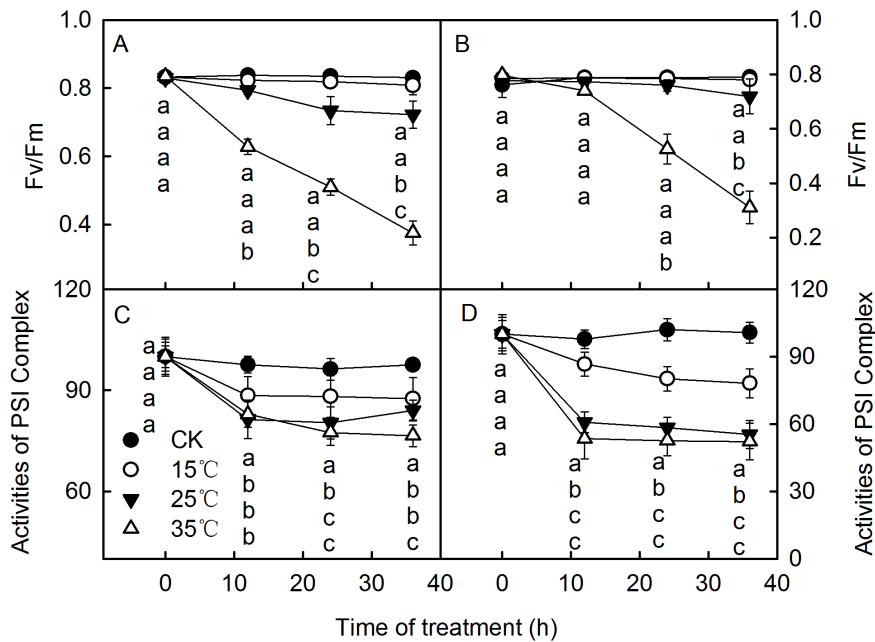 Fv/Fm
1.0
0.8
0.6
0.4
A
a
a
a
a
a
a
a
b
a
a
b
c
a
a
b
c
B
a
a
a
a
a
a
a
a
a
a
a
b
a
a
b
c
1.0
0.8
0.6
0.4
0.2
Fv/Fm
Activities of PSI Complex
120
90
60
C
a
a
a
a
CK
15℃
25℃
35℃
a
b
b
b
a
b
c
c
a
b
b
c
D
a
a
a
a
a
b
c
c
a
b
c
c
a
b
c
c
120
90
60
30
0
Activities of PSI Complex
0 10 20 30 40 0 10 20 30 40
Time of treatment (h)